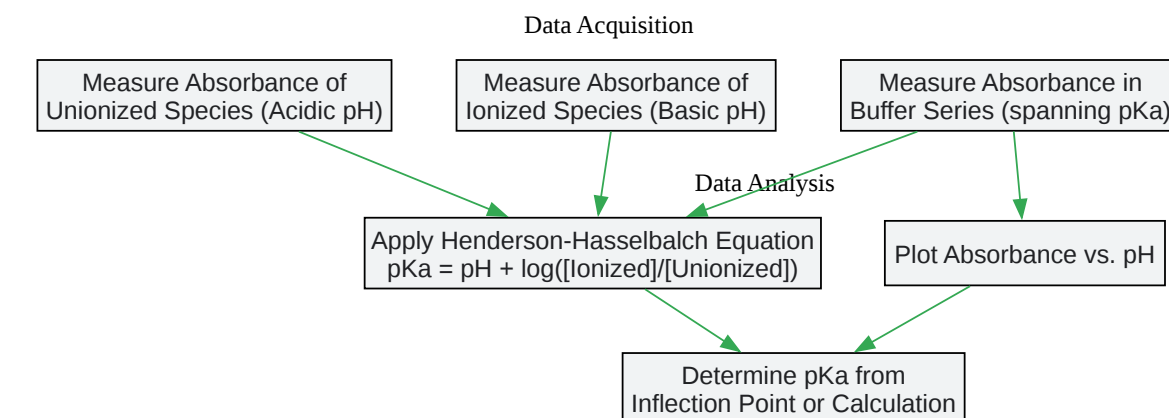 Data Acquisition
Measure Absorbance of
Unionized Species (Acidic pH)
Measure Absorbance of
Ionized Species (Basic pH)
Measure Absorbance in
Buffer Series (spanning pKa)
Data Analysis
Apply Henderson-Hasselbalch Equation
pKa = pH + log([Ionized]/[Unionized])
Plot Absorbance vs. pH
Determine pKa from
Inflection Point or Calculation